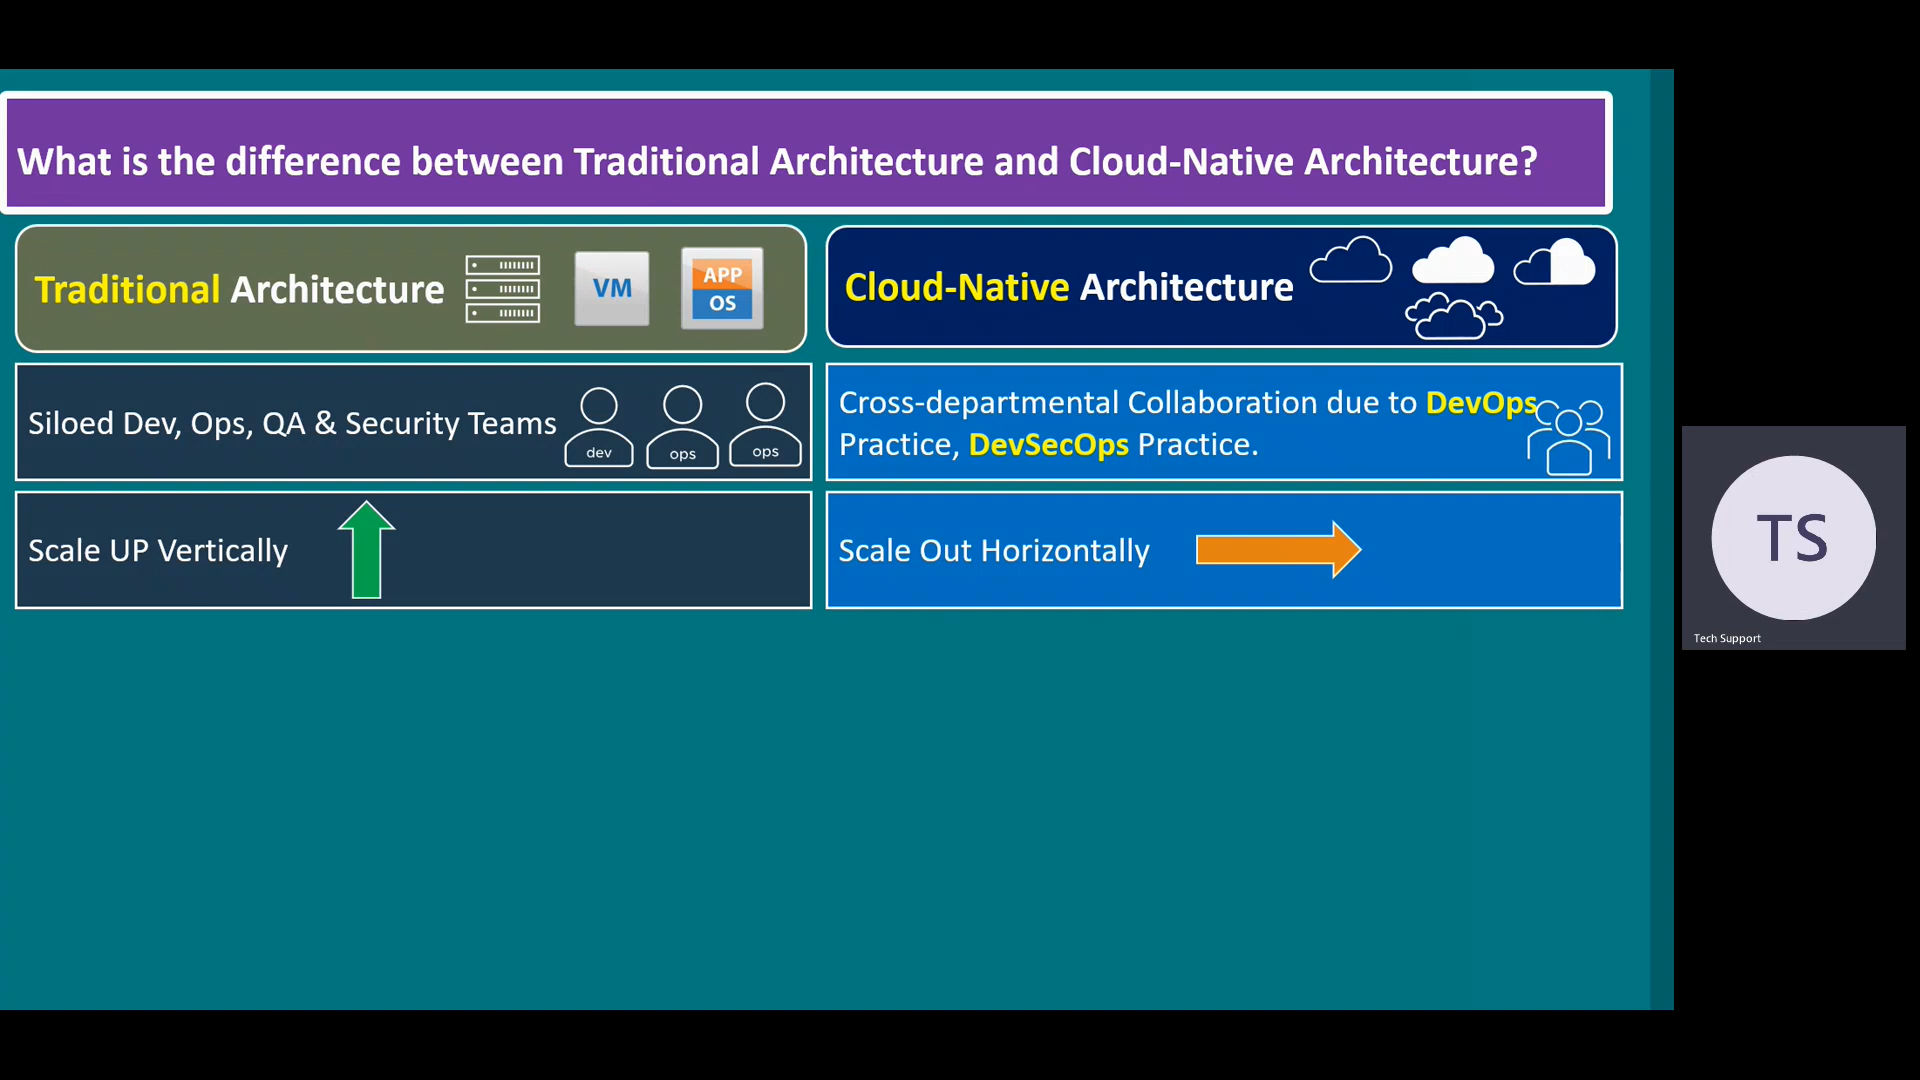 What is the difference between Traditional Architecture and Cloud-Native Architecture?
Traditional Architecture
VM
APP
OS
Cloud-Native Architecture
Siloed Dev, Ops, QA & Security Teams
dev
ops
ops
Cross-departmental Collaboration due to DevOps
Practice, DevSecOps Practice.
Scale UP Vertically
Scale Out Horizontally
TS
Tech Support